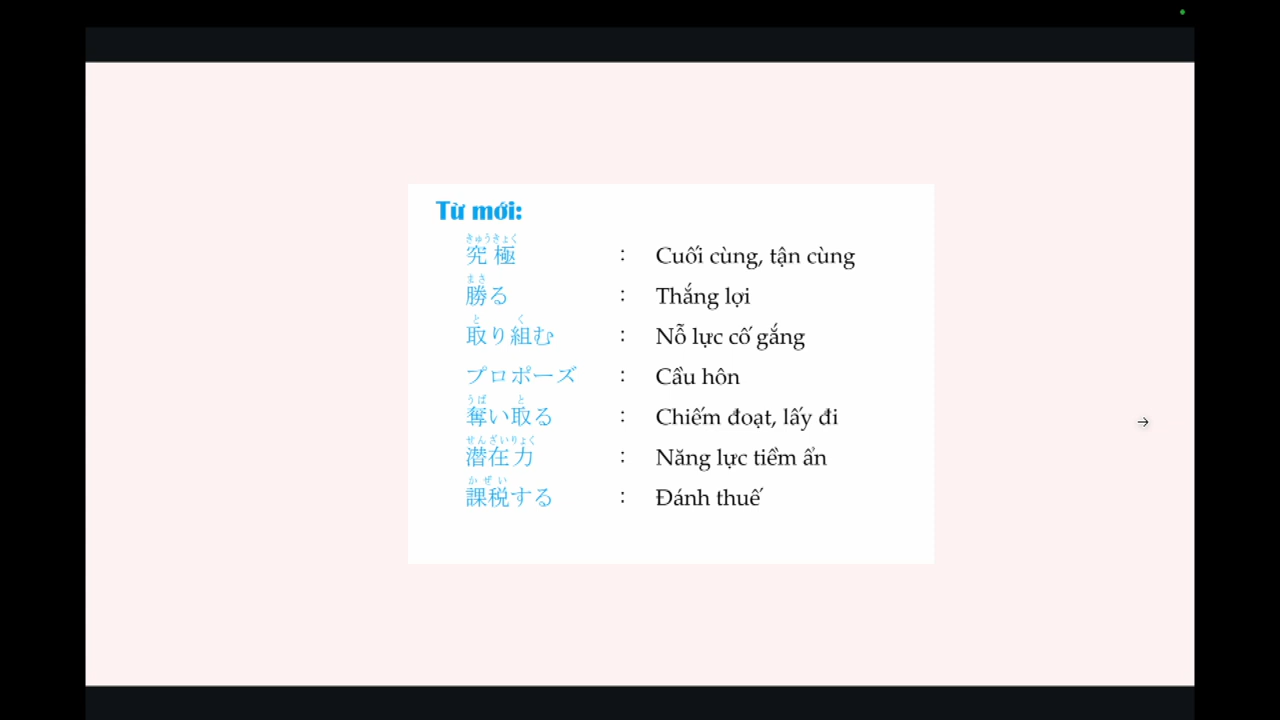 Từ mới:
きゅうきょく
究極 : Cuối cùng, tận cùng
まさ
勝る : Thắng lợi
と く
取り組む : Nỗ lực cố gắng
プロポーズ : Cầu hôn
うば と
奪い取る : Chiếm đoạt, lấy đi
せんざいりょく
潜在力 : Năng lực tiềm ẩn
かぜい
課税する : Đánh thuế